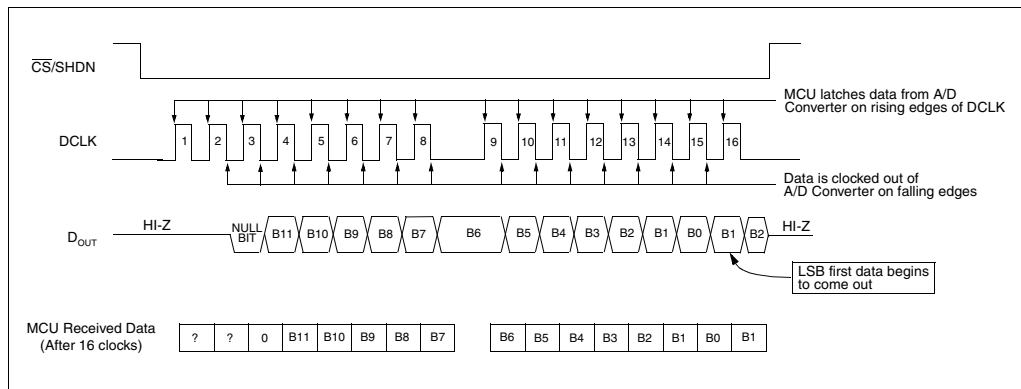 CS/SHDN
MCU latches data from A/D
Converter on rising edges of DCLK
DCLK
1 2 3 4 5 6 7 8 9 10 11 12 13 14 15 16
Data is clocked out of
A/D Converter on falling edges
DOUT
HI-Z
NULL
BIT
B11 B10 B9 B8 B7 B6 B5 B4 B3 B2 B1 B0 B1 B2
HI-Z
LSB first data begins
to come out
MCU Received Data
(After 16 clocks)
? ? 0 B11 B10 B9 B8 B7 B6 B5 B4 B3 B2 B1 B0 B1